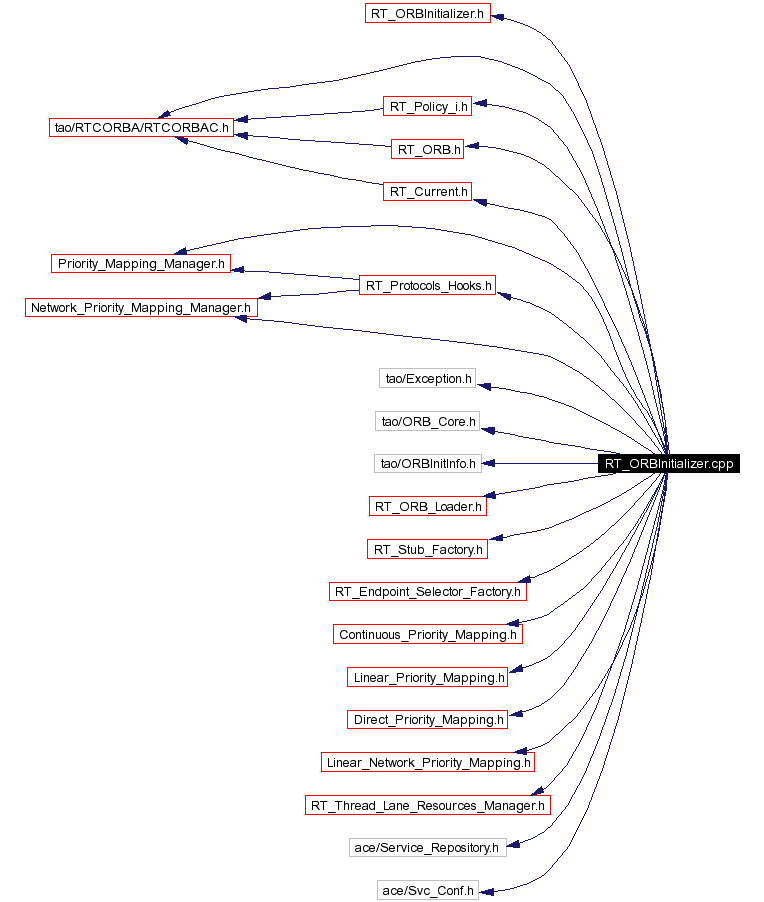 RT_ORBInitializer.h
RT_Policy_i.h
tao/RTCORBA/RTCORBAC.h
RT_ORB.h
RT_Current.h
Priority_Mapping_Manager.h
RT_Protocols_Hooks.h
Network_Priority_Mapping_Manager.h
tao/Exception.h
tao/ORB_Core.h
tao/ORBInitInfo.h
RT_ORBInitializer.cpp
RT_ORB_Loader.h
RT_Stub_Factory.h
RT_Endpoint_Selector_Factory.h
Continuous_Priority_Mapping.h
Linear_Priority_Mapping.h
Direct_Priority_Mapping.h
Linear_Network_Priority_Mapping.h
RT_Thread_Lane_Resources_Manager.h
ace/Service_Repository.h
ace/Svc_Conf.h